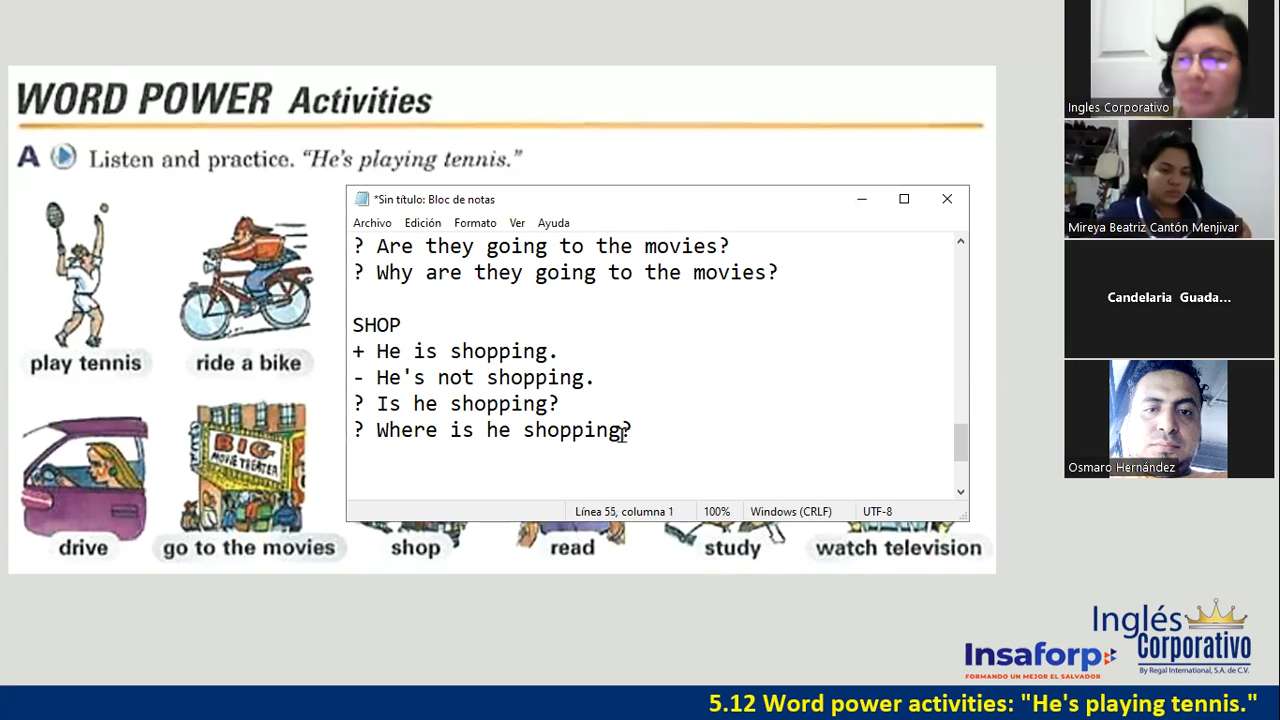 WORD POWER Activities
A Listen and practice. "He's playing tennis."
play tennis
ride a bike
drive
go to the movies
shop
read
study
watch television
*Sin título: Bloc de notas
Archivo Edición Formato Ver Ayuda
? Are they going to the movies?
? Why are they going to the movies?
SHOP
+ He is shopping.
- He's not shopping.
? Is he shopping?
? Where is he shopping?
Línea 55, columna 1 100% Windows (CRLF) UTF-8
BIG
MOVIE THEATER
Ingles Corporativo
Mireya Beatriz Cantón Menjivar
Candelaria Guada...
Osmaro Hernández
Insaforp
FORMANDO UN MEJOR EL SALVADOR
Inglés
Corporativo
By Regal International, S.A. de C.V.
5.12 Word power activities: "He's playing tennis."